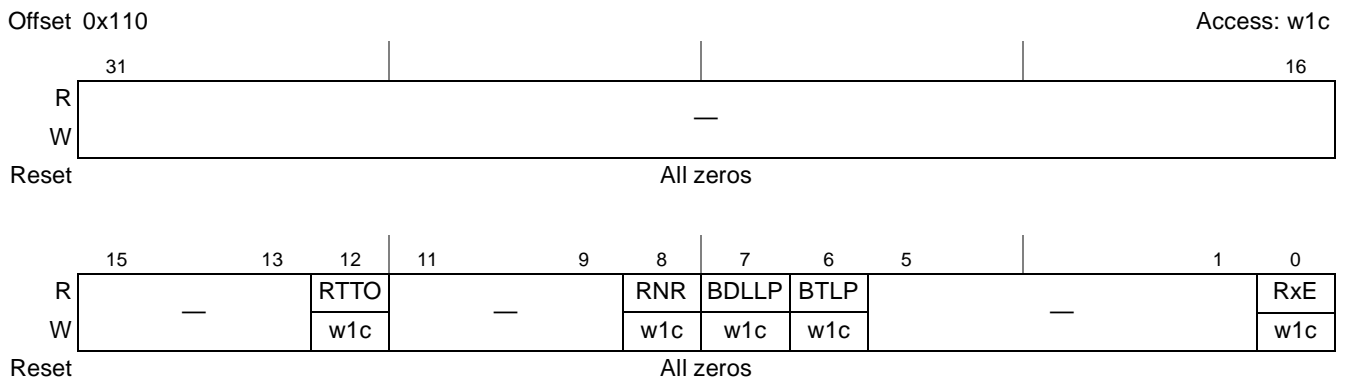 Offset 0x110 Access: w1c
31 16
R
—
W
Reset All zeros
15 13 12 11 9 8 7 6 5 1 0
R — RTTO — RNR BDLLP BTLP — RxE
W w1c w1c w1c w1c w1c
Reset All zeros